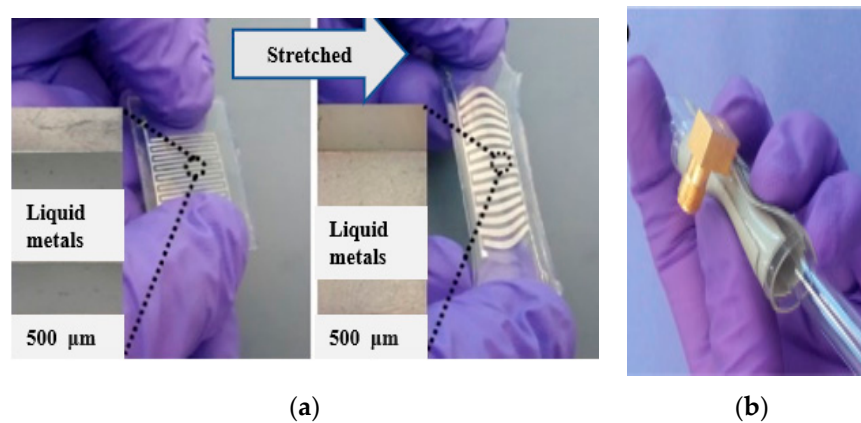 Stretched
Liquid
metals
500 μm
Liquid
metals
500 μm
(a)
(b)